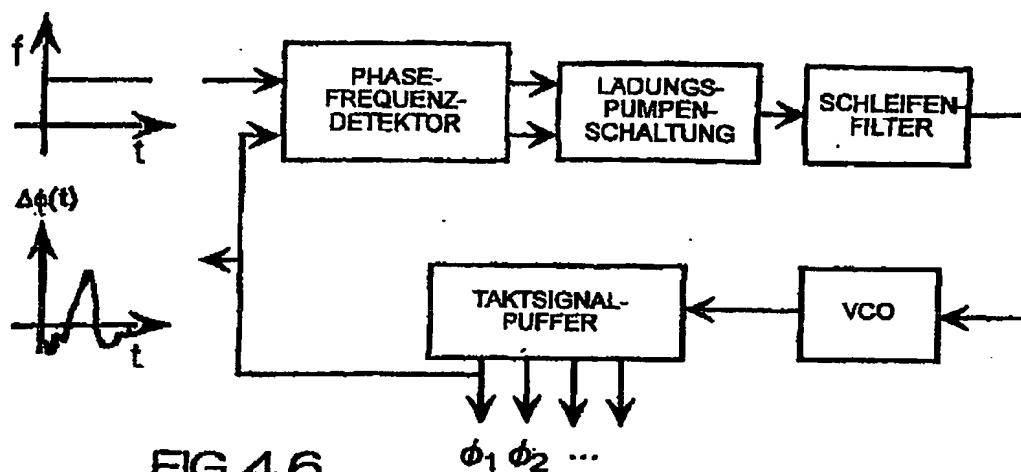 f
t
PHASE-
FREQUENZ-
DETEKTOR
LADUNGS-
PUMPEN-
SCHALTUNG
SCHLEIFEN-
FILTER
Δϕ(t)
t
TAKTSIGNAL-
PUFFER
VCO
ϕ1 ϕ2 ...
FIG 4.6